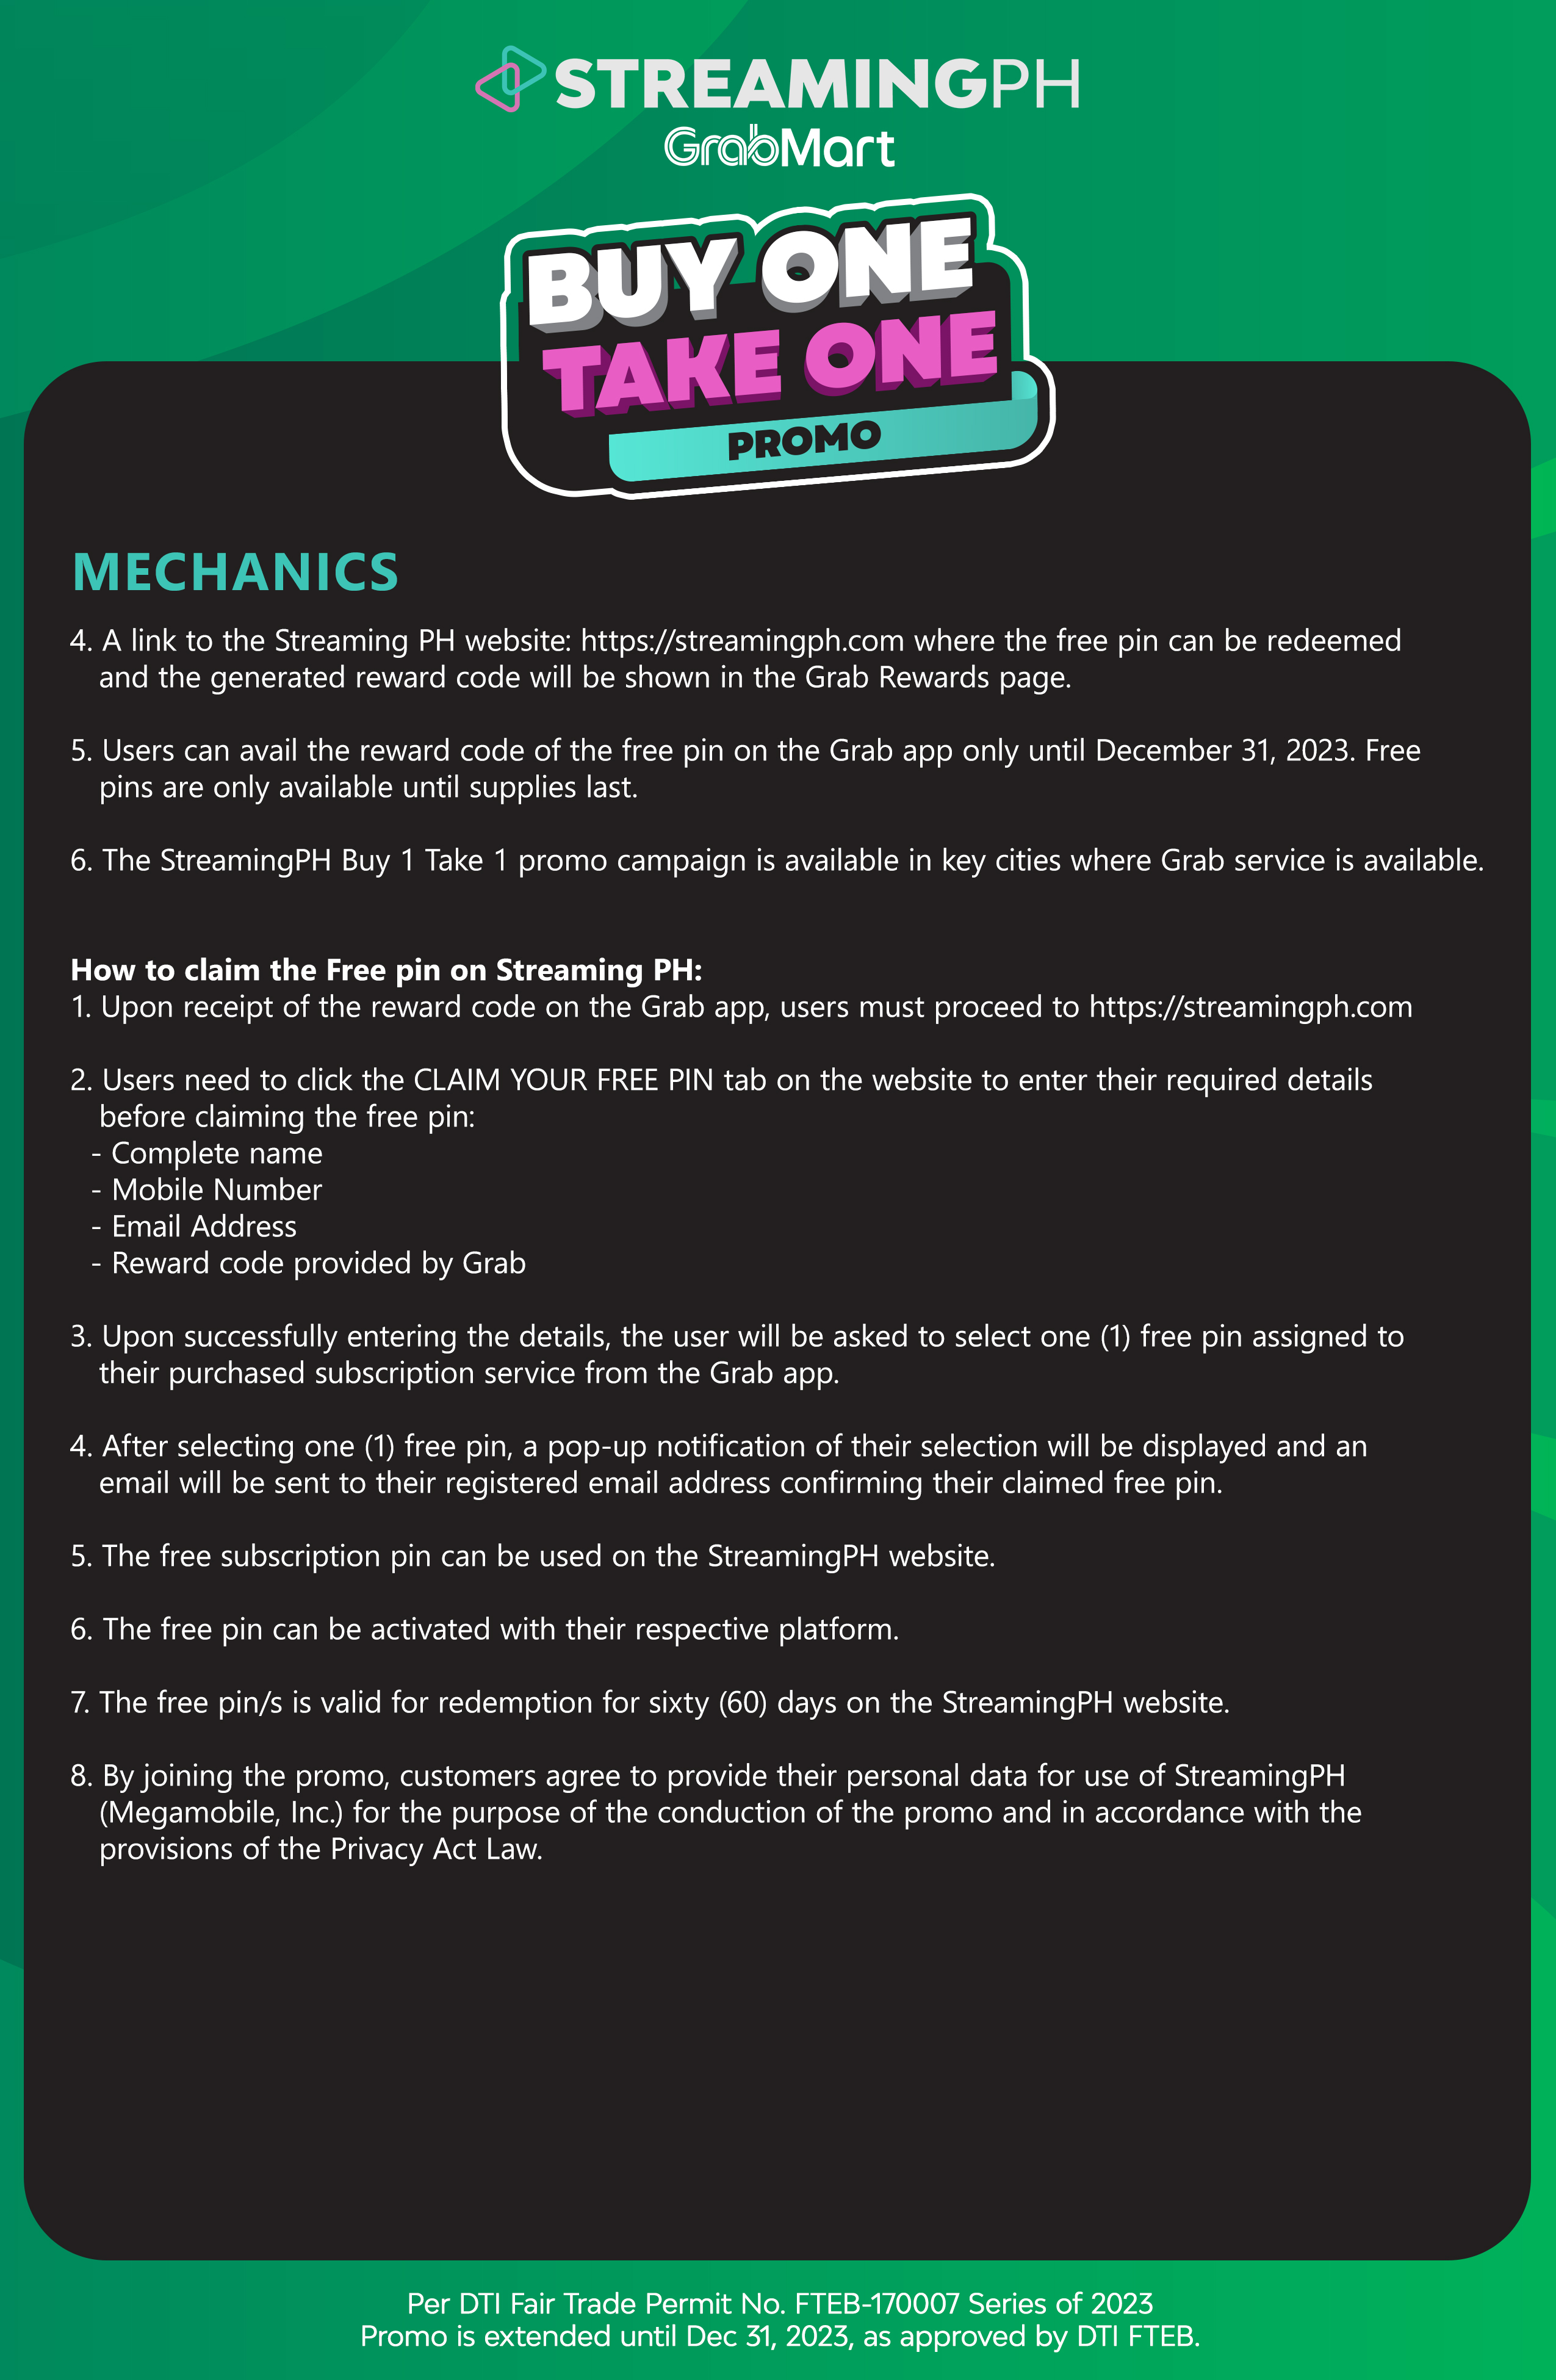 STREAMINGPH
GrabMart
BUY ONE
TAKE ONE
PROMO
MECHANICS
4. A link to the Streaming PH website: https://streamingph.com where the free pin can be redeemed
and the generated reward code will be shown in the Grab Rewards page.
5. Users can avail the reward code of the free pin on the Grab app only until December 31, 2023. Free
pins are only available until supplies last.
6. The StreamingPH Buy 1 Take 1 promo campaign is available in key cities where Grab service is available.
How to claim the Free pin on Streaming PH:
1. Upon receipt of the reward code on the Grab app, users must proceed to https://streamingph.com
2. Users need to click the CLAIM YOUR FREE PIN tab on the website to enter their required details
before claiming the free pin:
- Complete name
- Mobile Number
- Email Address
- Reward code provided by Grab
3. Upon successfully entering the details, the user will be asked to select one (1) free pin assigned to
their purchased subscription service from the Grab app.
4. After selecting one (1) free pin, a pop-up notification of their selection will be displayed and an
email will be sent to their registered email address confirming their claimed free pin.
5. The free subscription pin can be used on the StreamingPH website.
6. The free pin can be activated with their respective platform.
7. The free pin/s is valid for redemption for sixty (60) days on the StreamingPH website.
8. By joining the promo, customers agree to provide their personal data for use of StreamingPH
(Megamobile, Inc.) for the purpose of the conduction of the promo and in accordance with the
provisions of the Privacy Act Law.
Per DTI Fair Trade Permit No. FTEB-170007 Series of 2023
Promo is extended until Dec 31, 2023, as approved by DTI FTEB.